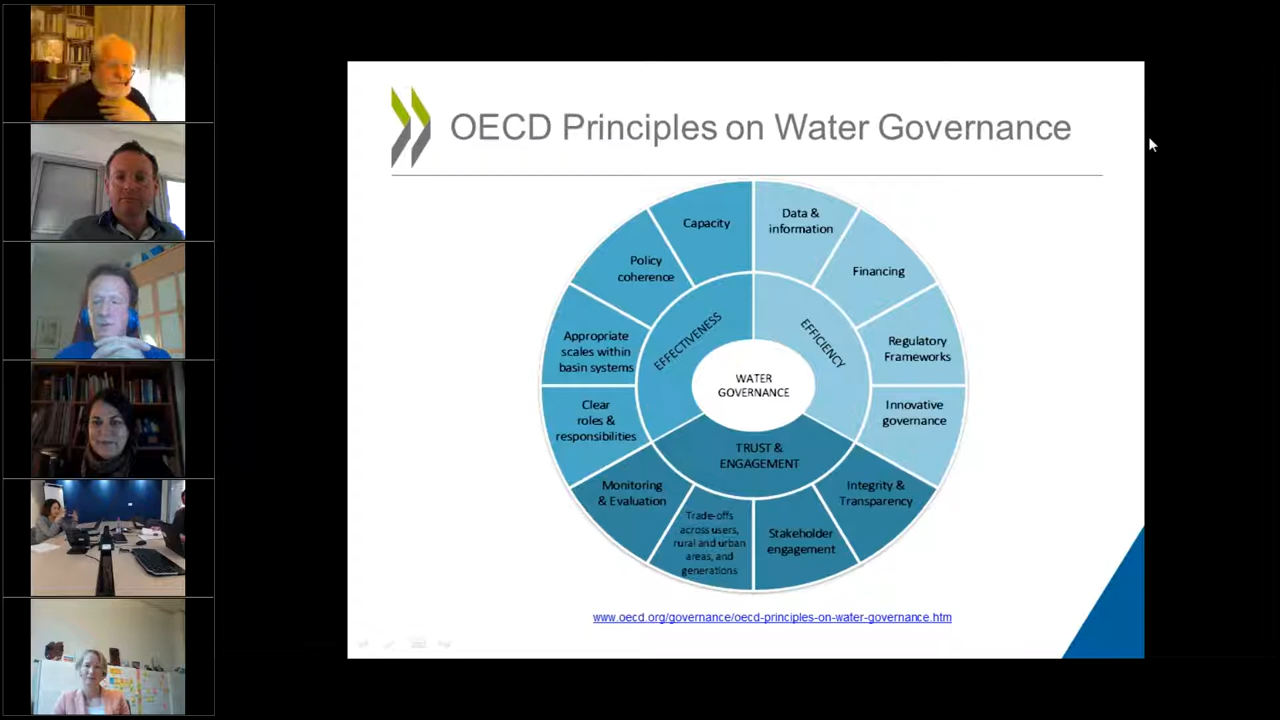 OECD Principles on Water Governance
Capacity
Data &
information
Policy
coherence
Financing
Appropriate
scales within
basin systems
Regulatory
Frameworks
Clear
roles &
responsibilities
Innovative
governance
EFFECTIVENESS
EFFICIENCY
WATER
GOVERNANCE
TRUST &
ENGAGEMENT
Monitoring
& Evaluation
Integrity &
Transparency
Trade-offs
across users,
rural and urban
areas, and
generations
Stakeholder
engagement
www.oecd.org/governance/oecd-principles-on-water-governance.htm